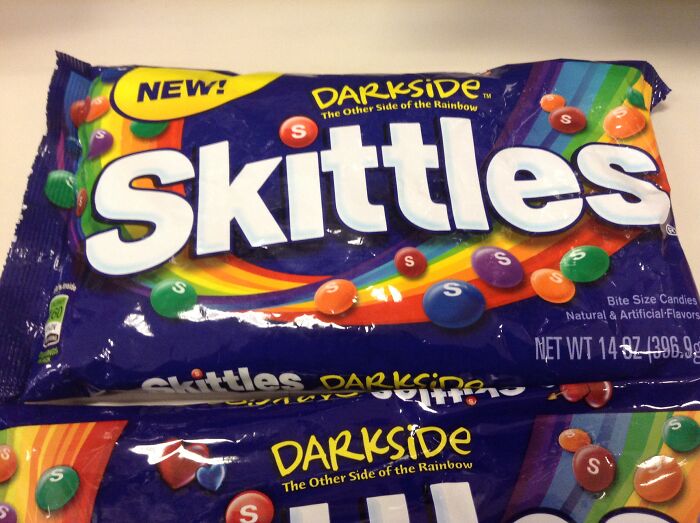 NEW!
DARKSIDE™
The Other Side of the Rainbow
Skittles®
Bite Size Candies
Natural & Artificial Flavors
NET WT 14 OZ (396.9g
Skittles DARKSIDE
DARKSIDE
The Other Side of the Rainbow